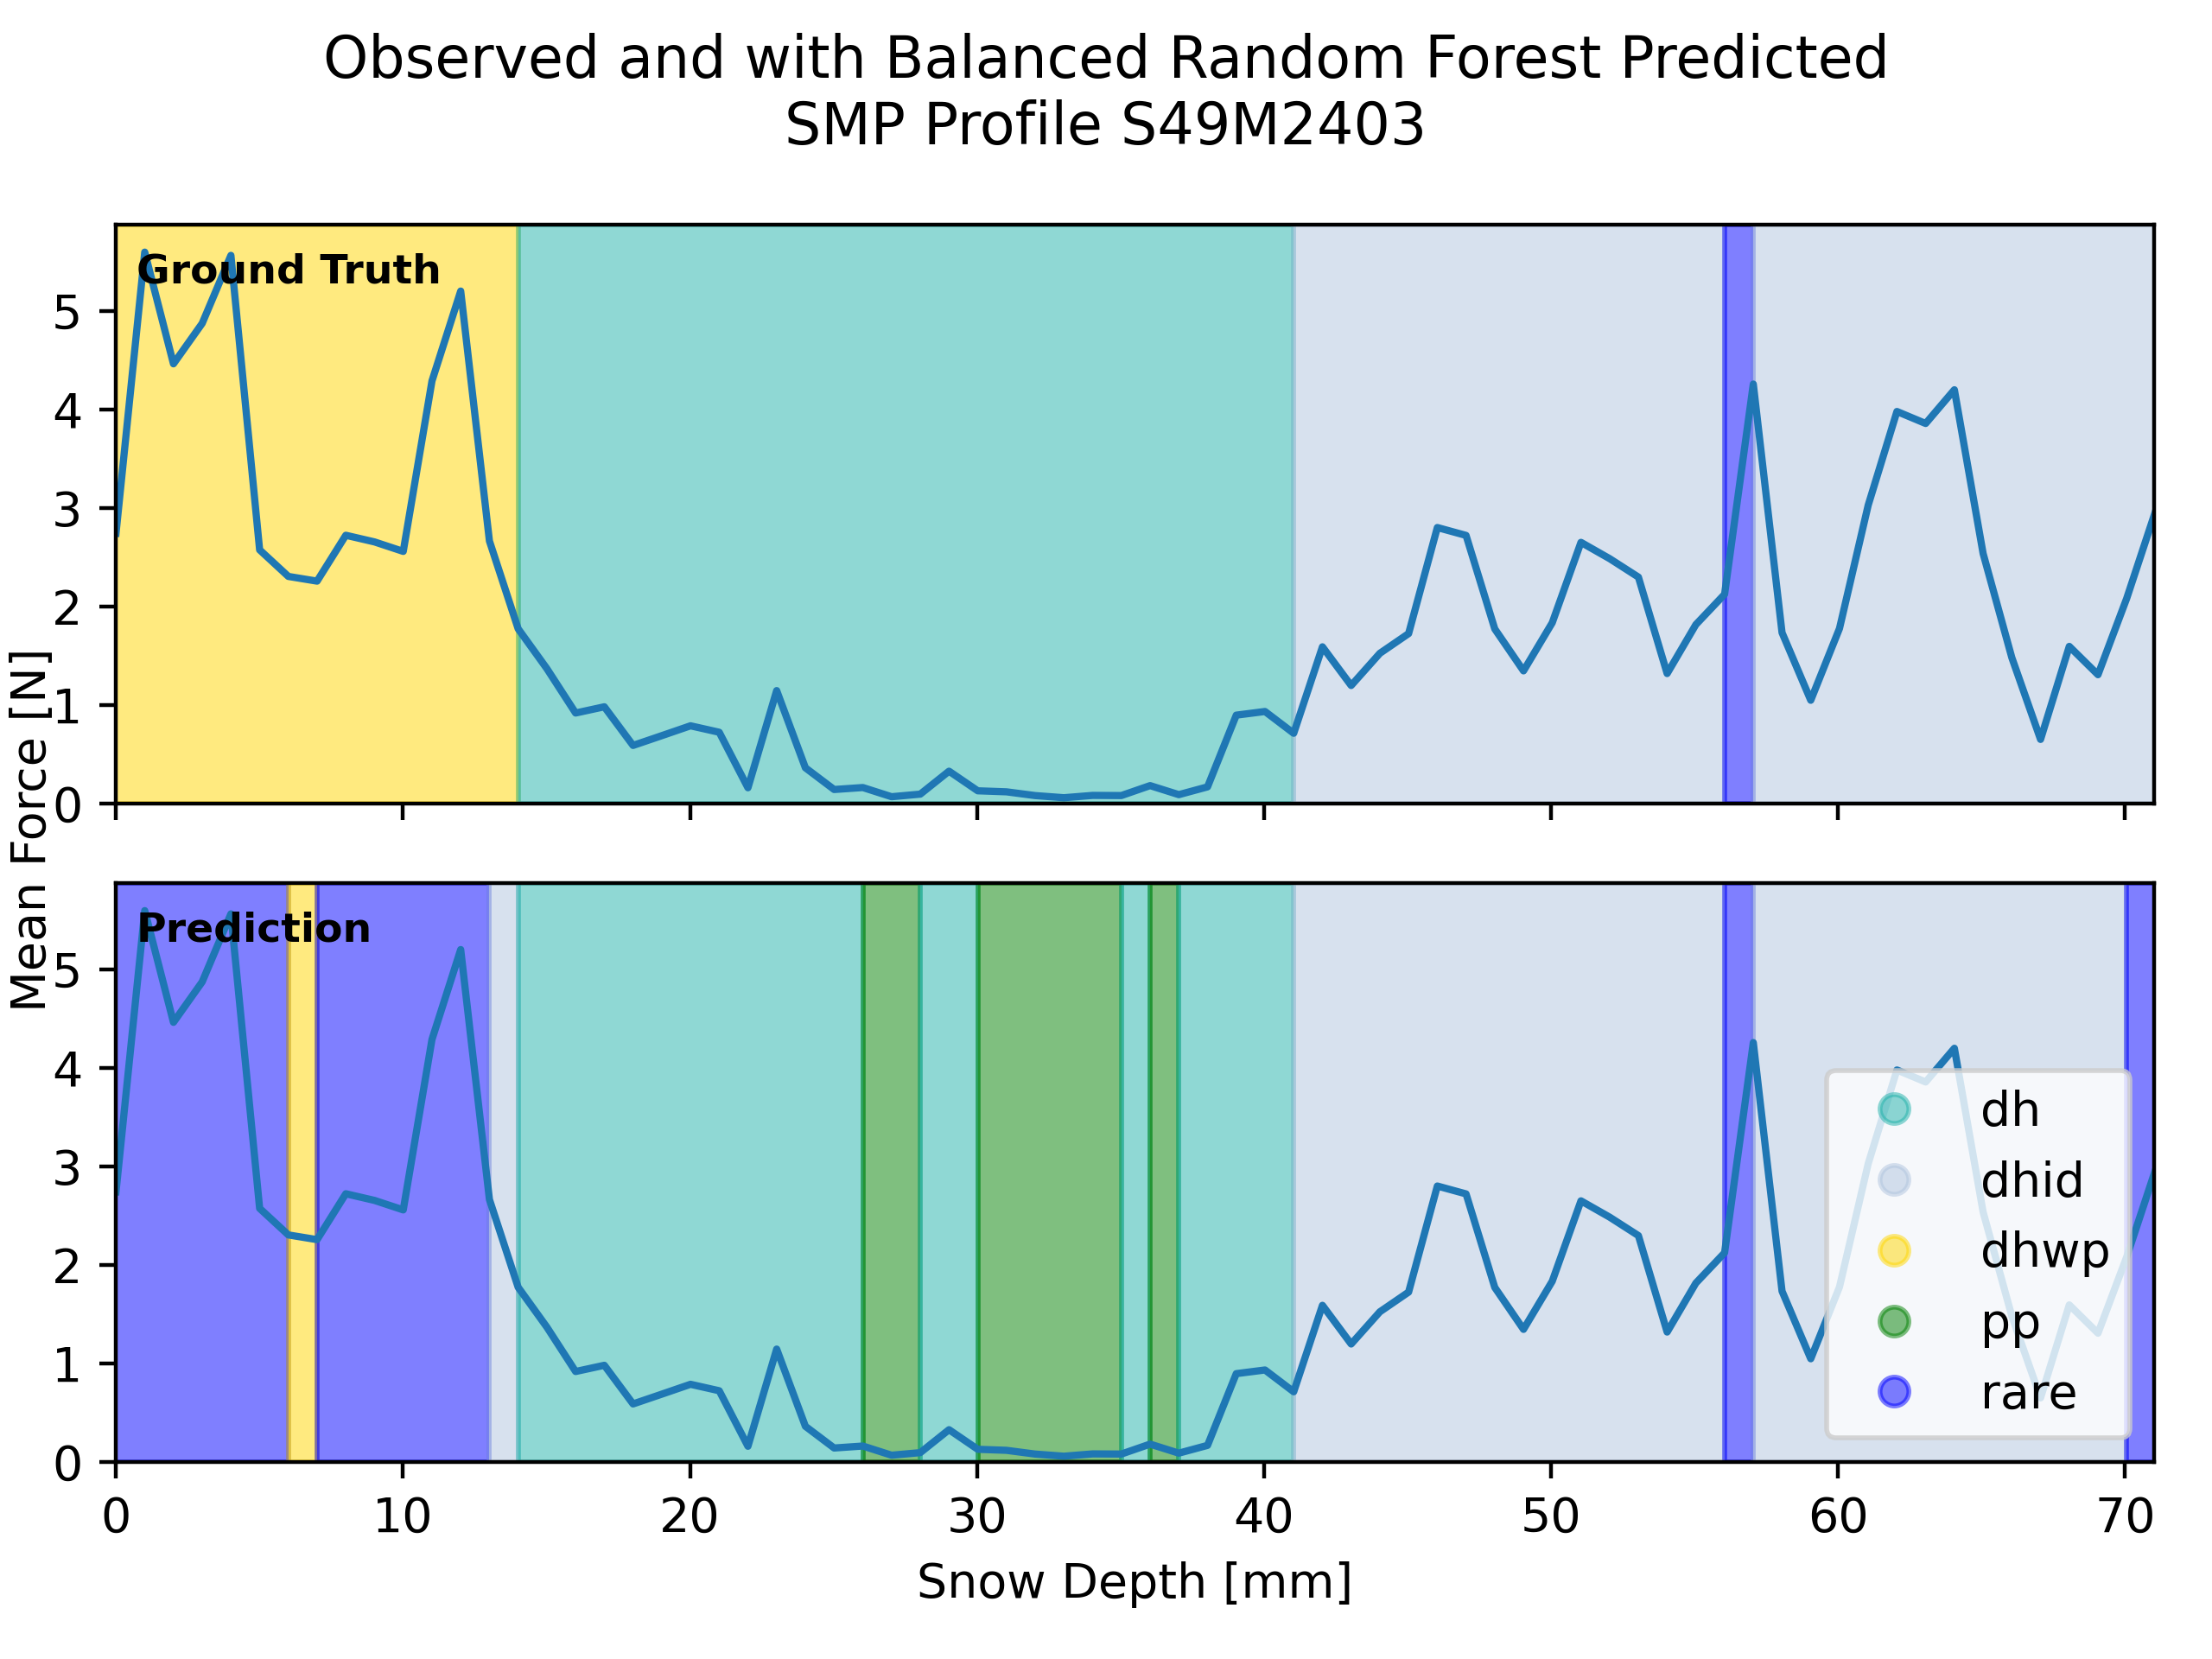 Observed and with Balanced Random Forest Predicted
SMP Profile S49M2403
Ground Truth
5
4
3
2
1
0
Mean Force [N]
Prediction
5
4
3
2
1
0
dh
dhid
dhwp
pp
rare
0 10 20 30 40 50 60 70
Snow Depth [mm]